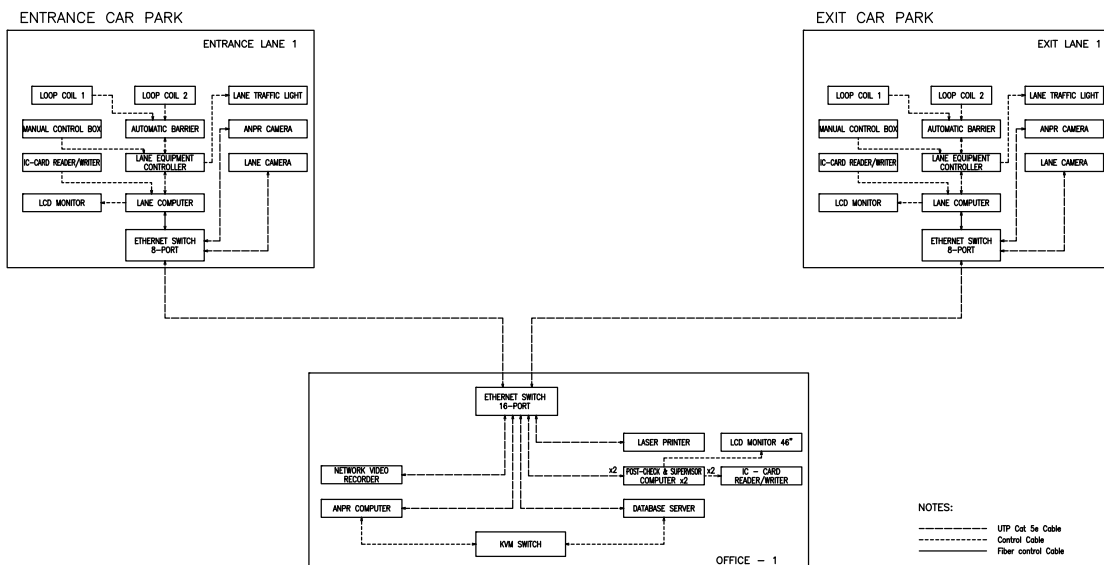 ENTRANCE CAR PARK
ENTRANCE LANE 1
LOOP COIL 1
LOOP COIL 2
LANE TRAFFIC LIGHT
MANUAL CONTROL BOX
AUTOMATIC BARRIER
ANPR CAMERA
IC-CARD READER/WRITER
LANE EQUIPMENT
CONTROLLER
LANE CAMERA
LCD MONITOR
LANE COMPUTER
ETHERNET SWITCH
8-PORT
EXIT CAR PARK
EXIT LANE 1
LOOP COIL 1
LOOP COIL 2
LANE TRAFFIC LIGHT
MANUAL CONTROL BOX
AUTOMATIC BARRIER
ANPR CAMERA
IC-CARD READER/WRITER
LANE EQUIPMENT
CONTROLLER
LANE CAMERA
LCD MONITOR
LANE COMPUTER
ETHERNET SWITCH
8-PORT
ETHERNET SWITCH
16-PORT
LASER PRINTER
LCD MONITOR 46"
NETWORK VIDEO
RECORDER
x2
POST-CHECK & SUPERVISOR
COMPUTER x2
x2
IC - CARD
READER/WRITER
ANPR COMPUTER
DATABASE SERVER
KVM SWITCH
OFFICE - 1
NOTES:
UTP Cat 5e Cable
Control Cable
Fiber control Cable